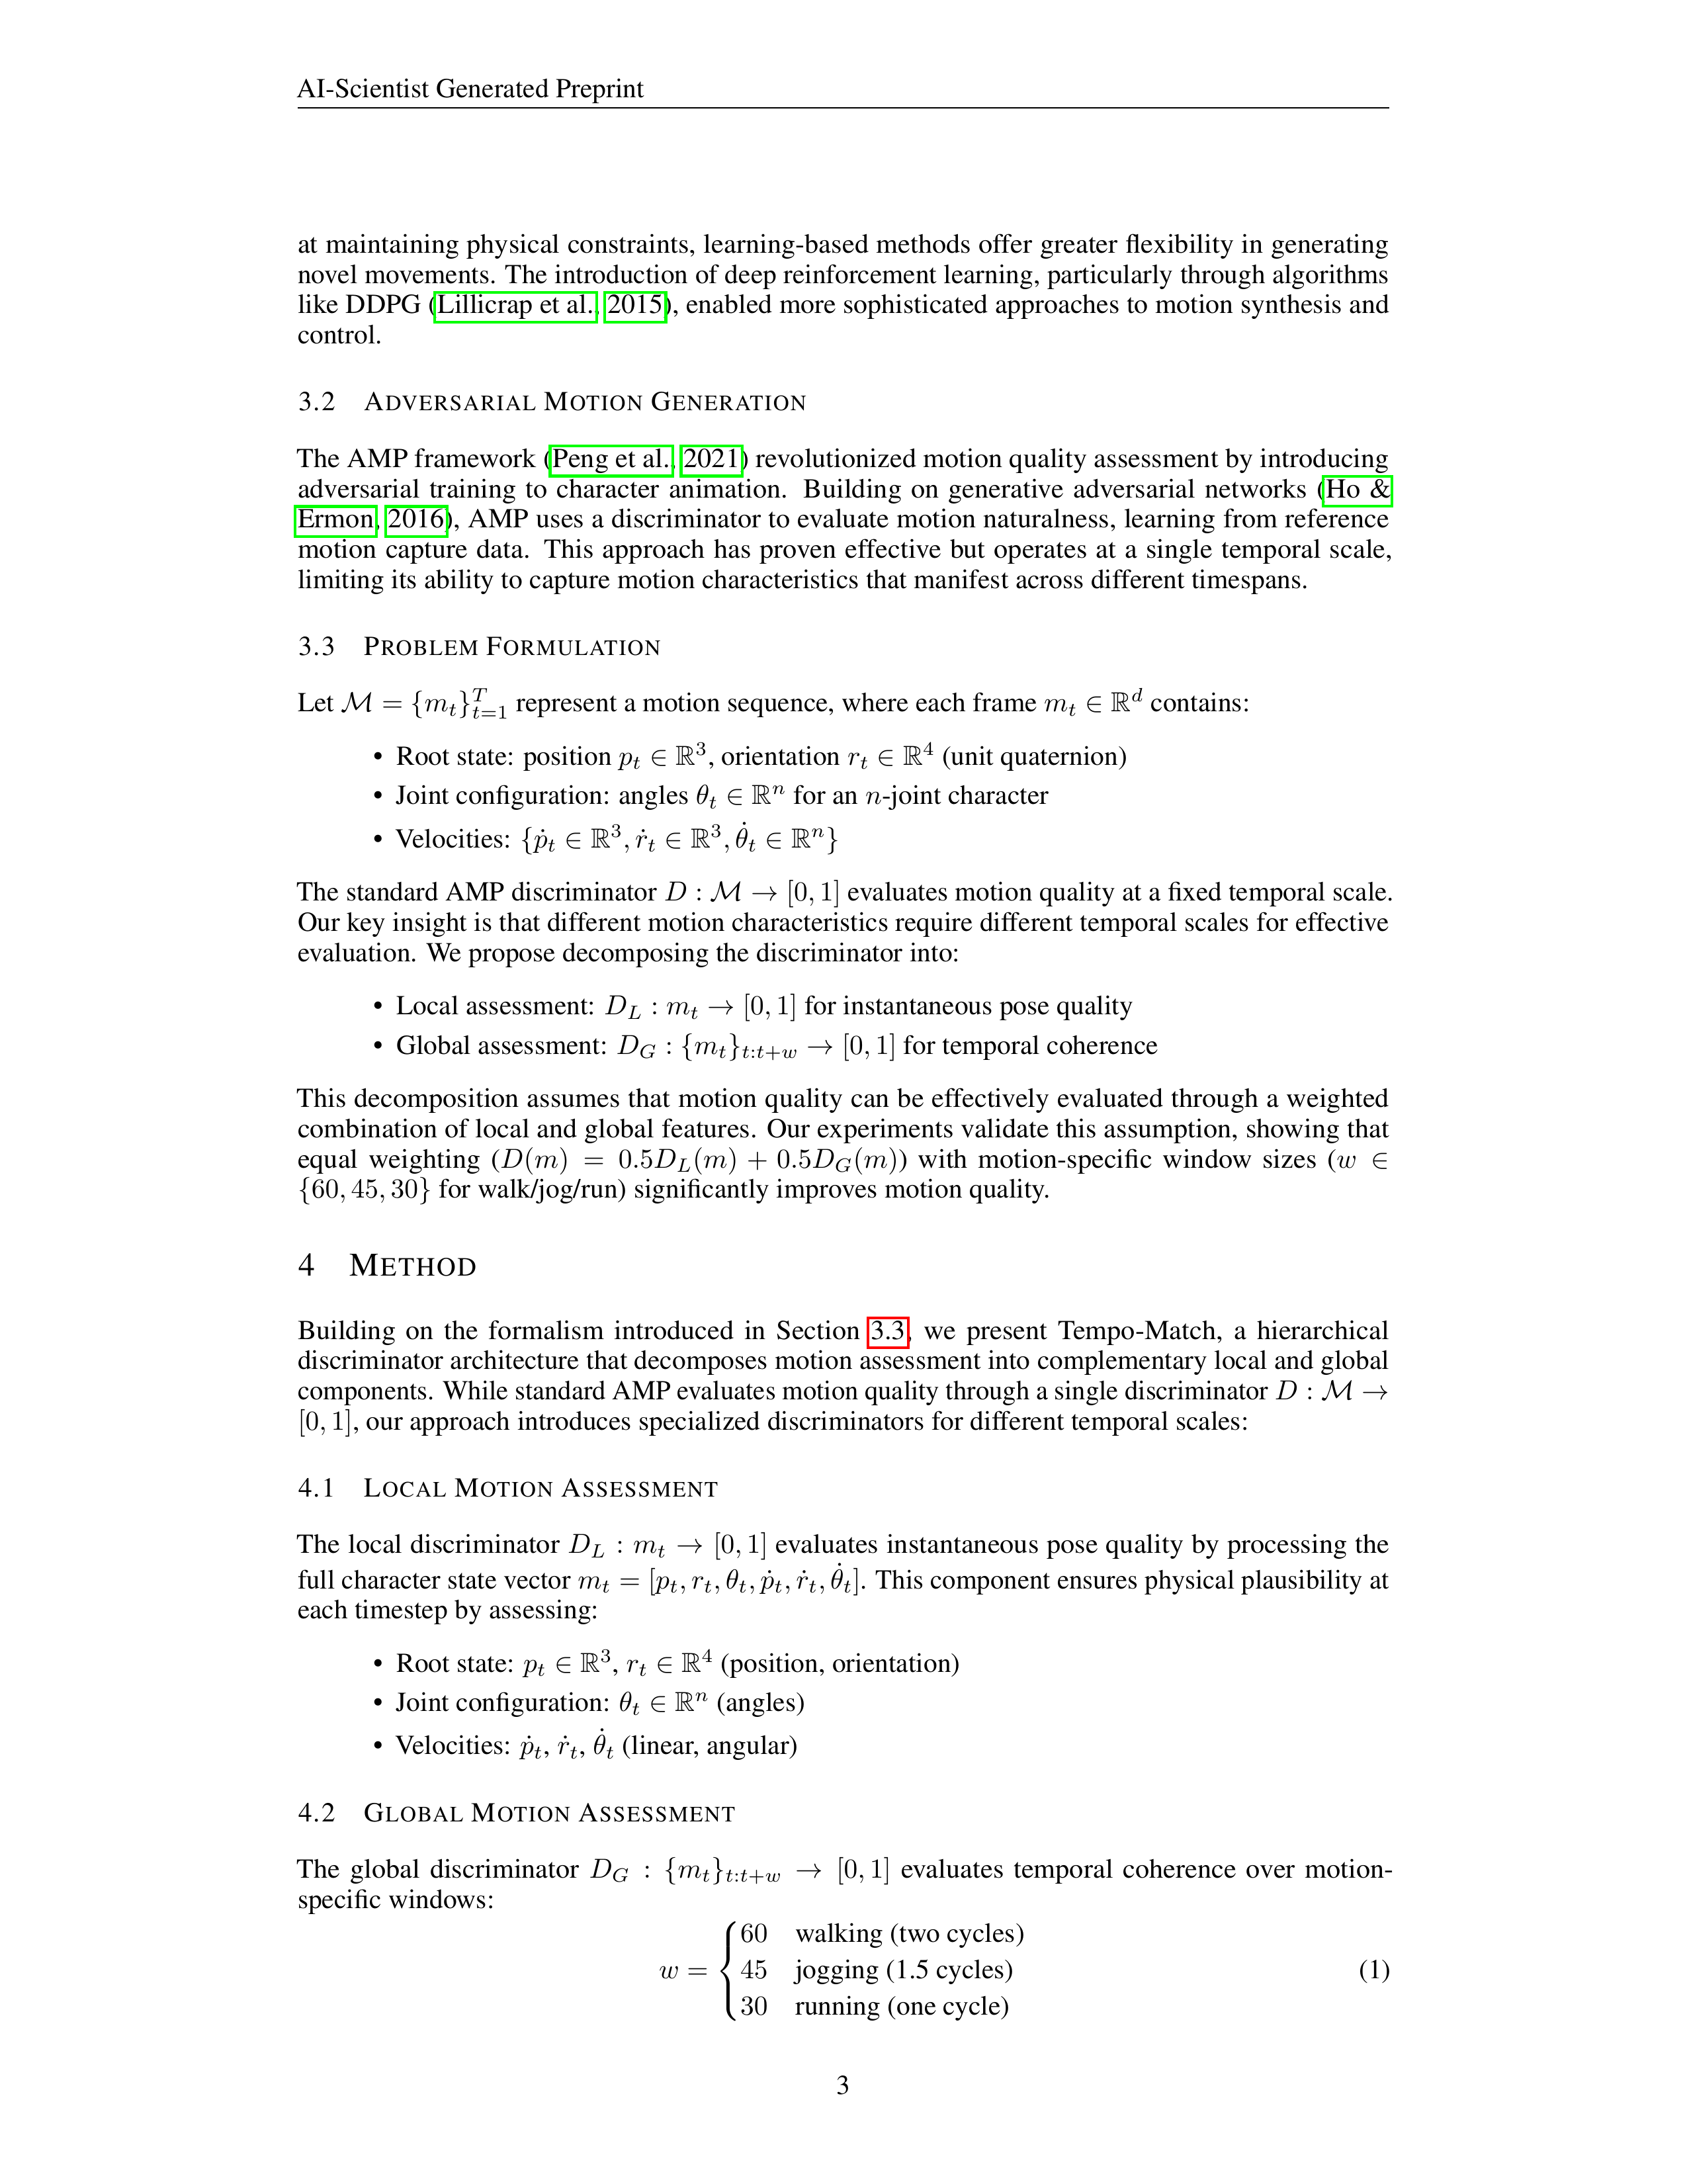 AI-Scientist Generated Preprint
at maintaining physical constraints, learning-based methods offer greater flexibility in generating
novel movements. The introduction of deep reinforcement learning, particularly through algorithms
like DDPG (Lillicrap et al., 2015), enabled more sophisticated approaches to motion synthesis and
control.
3.2 ADVERSARIAL MOTION GENERATION
The AMP framework (Peng et al., 2021) revolutionized motion quality assessment by introducing
adversarial training to character animation. Building on generative adversarial networks (Ho &
Ermon, 2016), AMP uses a discriminator to evaluate motion naturalness, learning from reference
motion capture data. This approach has proven effective but operates at a single temporal scale,
limiting its ability to capture motion characteristics that manifest across different timespans.
3.3 PROBLEM FORMULATION
Let $\mathcal{M} = \{m_t\}_{t=1}^{T}$ represent a motion sequence, where each frame $m_t \in \mathbb{R}^d$ contains:
• Root state: position $p_t \in \mathbb{R}^3$, orientation $r_t \in \mathbb{R}^4$ (unit quaternion)
• Joint configuration: angles $\theta_t \in \mathbb{R}^n$ for an $n$-joint character
• Velocities: $\{\dot{p}_t \in \mathbb{R}^3, \dot{r}_t \in \mathbb{R}^3, \dot{\theta}_t \in \mathbb{R}^n\}$
The standard AMP discriminator $D : \mathcal{M} \to [0, 1]$ evaluates motion quality at a fixed temporal scale.
Our key insight is that different motion characteristics require different temporal scales for effective
evaluation. We propose decomposing the discriminator into:
• Local assessment: $D_L : m_t \to [0, 1]$ for instantaneous pose quality
• Global assessment: $D_G : \{m_t\}_{t:t+w} \to [0, 1]$ for temporal coherence
This decomposition assumes that motion quality can be effectively evaluated through a weighted
combination of local and global features. Our experiments validate this assumption, showing that
equal weighting ($D(m) = 0.5D_L(m) + 0.5D_G(m)$) with motion-specific window sizes ($w \in$
$\{60, 45, 30\}$ for walk/jog/run) significantly improves motion quality.
4 METHOD
Building on the formalism introduced in Section 3.3, we present Tempo-Match, a hierarchical
discriminator architecture that decomposes motion assessment into complementary local and global
components. While standard AMP evaluates motion quality through a single discriminator $D : \mathcal{M} \to$
$[0, 1]$, our approach introduces specialized discriminators for different temporal scales:
4.1 LOCAL MOTION ASSESSMENT
The local discriminator $D_L : m_t \to [0, 1]$ evaluates instantaneous pose quality by processing the
full character state vector $m_t = [p_t, r_t, \theta_t, \dot{p}_t, \dot{r}_t, \dot{\theta}_t]$. This component ensures physical plausibility at
each timestep by assessing:
• Root state: $p_t \in \mathbb{R}^3$, $r_t \in \mathbb{R}^4$ (position, orientation)
• Joint configuration: $\theta_t \in \mathbb{R}^n$ (angles)
• Velocities: $\dot{p}_t$, $\dot{r}_t$, $\dot{\theta}_t$ (linear, angular)
4.2 GLOBAL MOTION ASSESSMENT
The global discriminator $D_G : \{m_t\}_{t:t+w} \to [0, 1]$ evaluates temporal coherence over motion-
specific windows:
$w = \begin{cases} 60 & \text{walking (two cycles)} \\ 45 & \text{jogging (1.5 cycles)} \\ 30 & \text{running (one cycle)} \end{cases}$ (1)
3